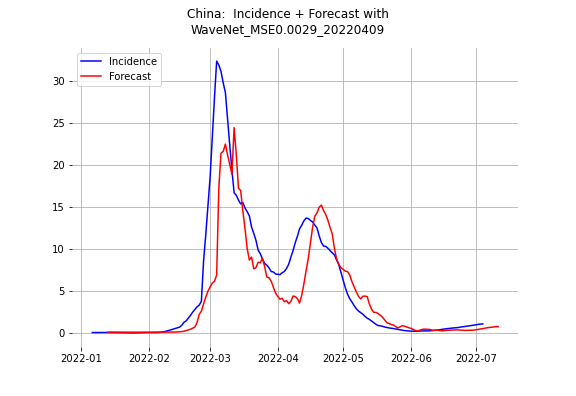 China:  Incidence + Forecast with
WaveNet_MSE0.0029_20220409
Incidence
Forecast
30
25
20
15
10
5
0
2022-01 2022-02 2022-03 2022-04 2022-05 2022-06 2022-07